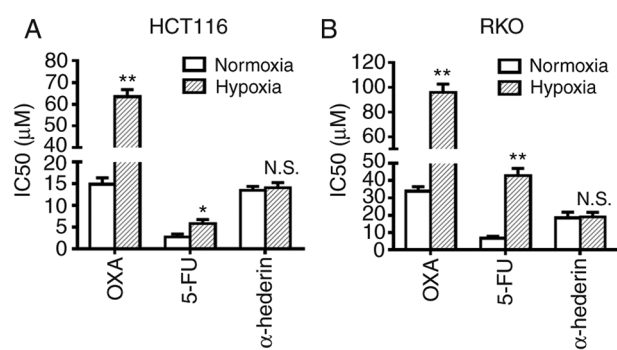 A
HCT116
IC50 (μM)
80
70
60
50
40
20
15
10
5
0
Normoxia
Hypoxia
**
*
N.S.
OXA
5-FU
α-hederin
B
RKO
IC50 (μM)
120
100
80
60
50
40
30
20
10
0
Normoxia
Hypoxia
**
**
N.S.
OXA
5-FU
α-hederin